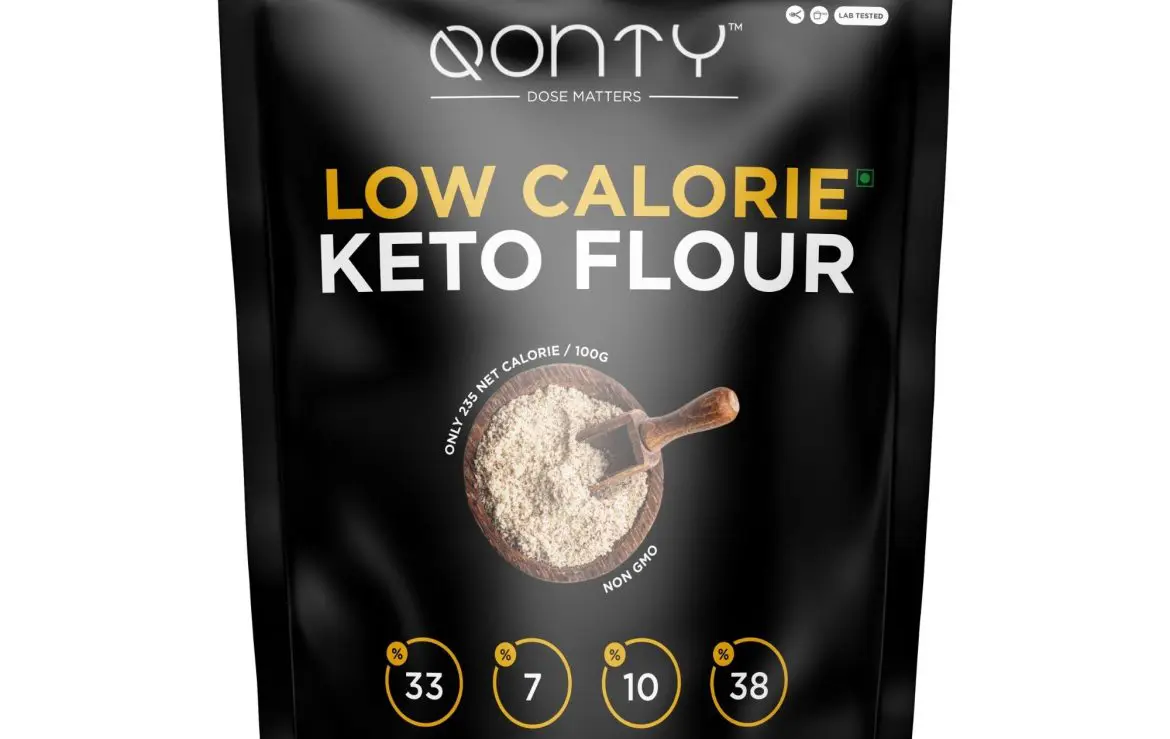 QONTY™
LAB TESTED
DOSE MATTERS
LOW CALORIE
KETO FLOUR
ONLY 235 NET CALORIE / 100G
NON GMO
% % % %
33 7 10 38